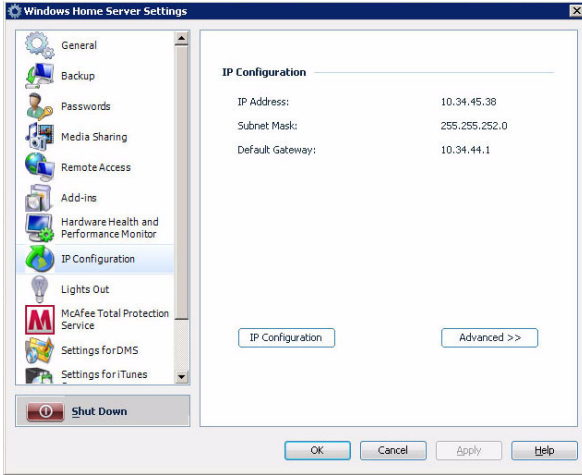 Windows Home Server Settings
General
Backup
Passwords
Media Sharing
Remote Access
Add-ins
Hardware Health and
Performance Monitor
IP Configuration
Lights Out
McAfee Total Protection
Service
Settings for DMS
Settings for iTunes
Shut Down
IP Configuration
IP Address: 10.34.45.38
Subnet Mask: 255.255.252.0
Default Gateway: 10.34.44.1
IP Configuration
Advanced >>
OK
Cancel
Apply
Help